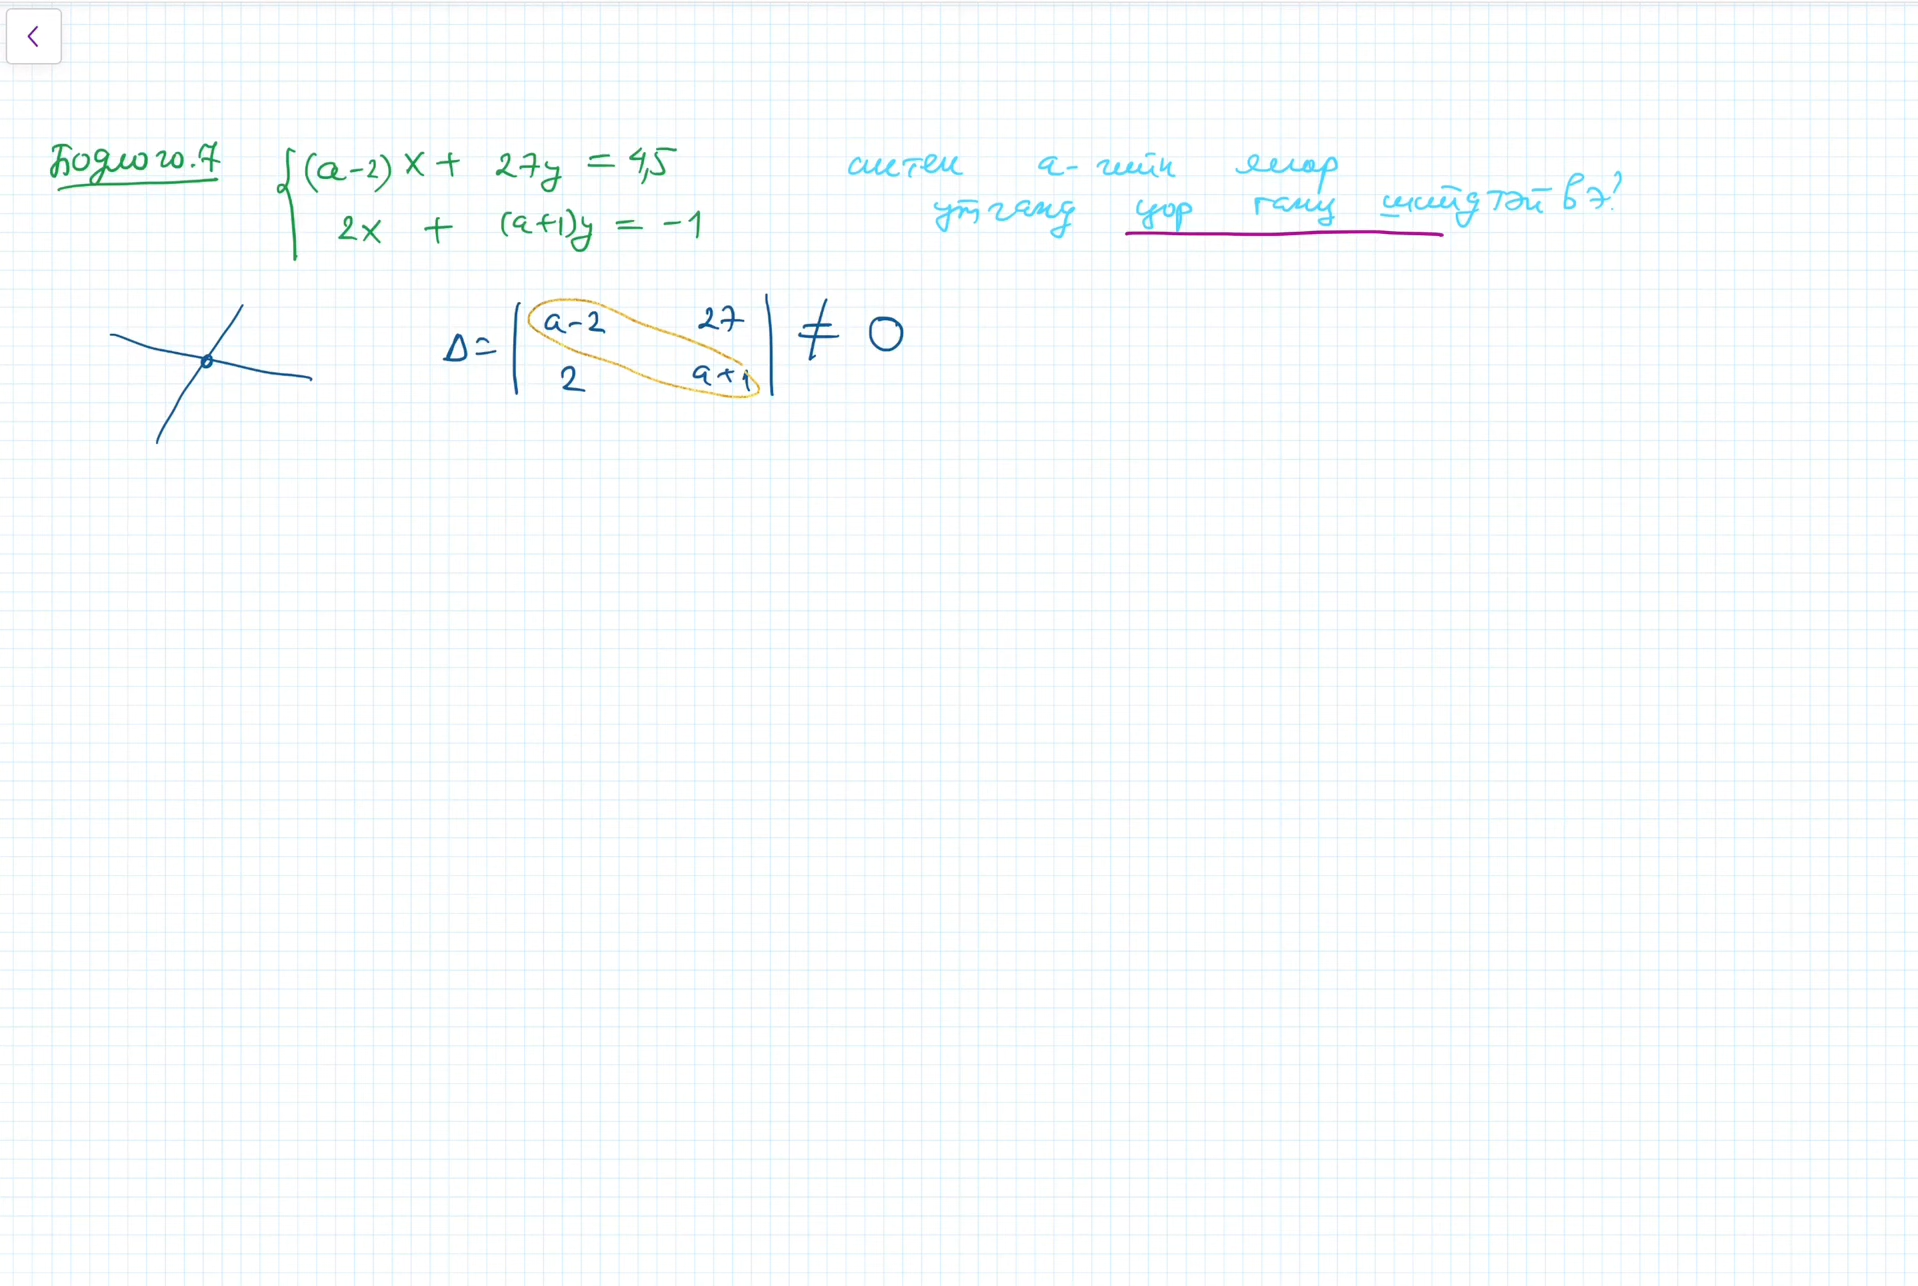 Бодлого.7
(a-2)x + 27y = 4,5
2x + (a+1)y = -1
систем a-гийн ямар
утганд цор ганц шийдтэй вэ?
Δ = | a-2 27 | ≠ 0
2 a+1